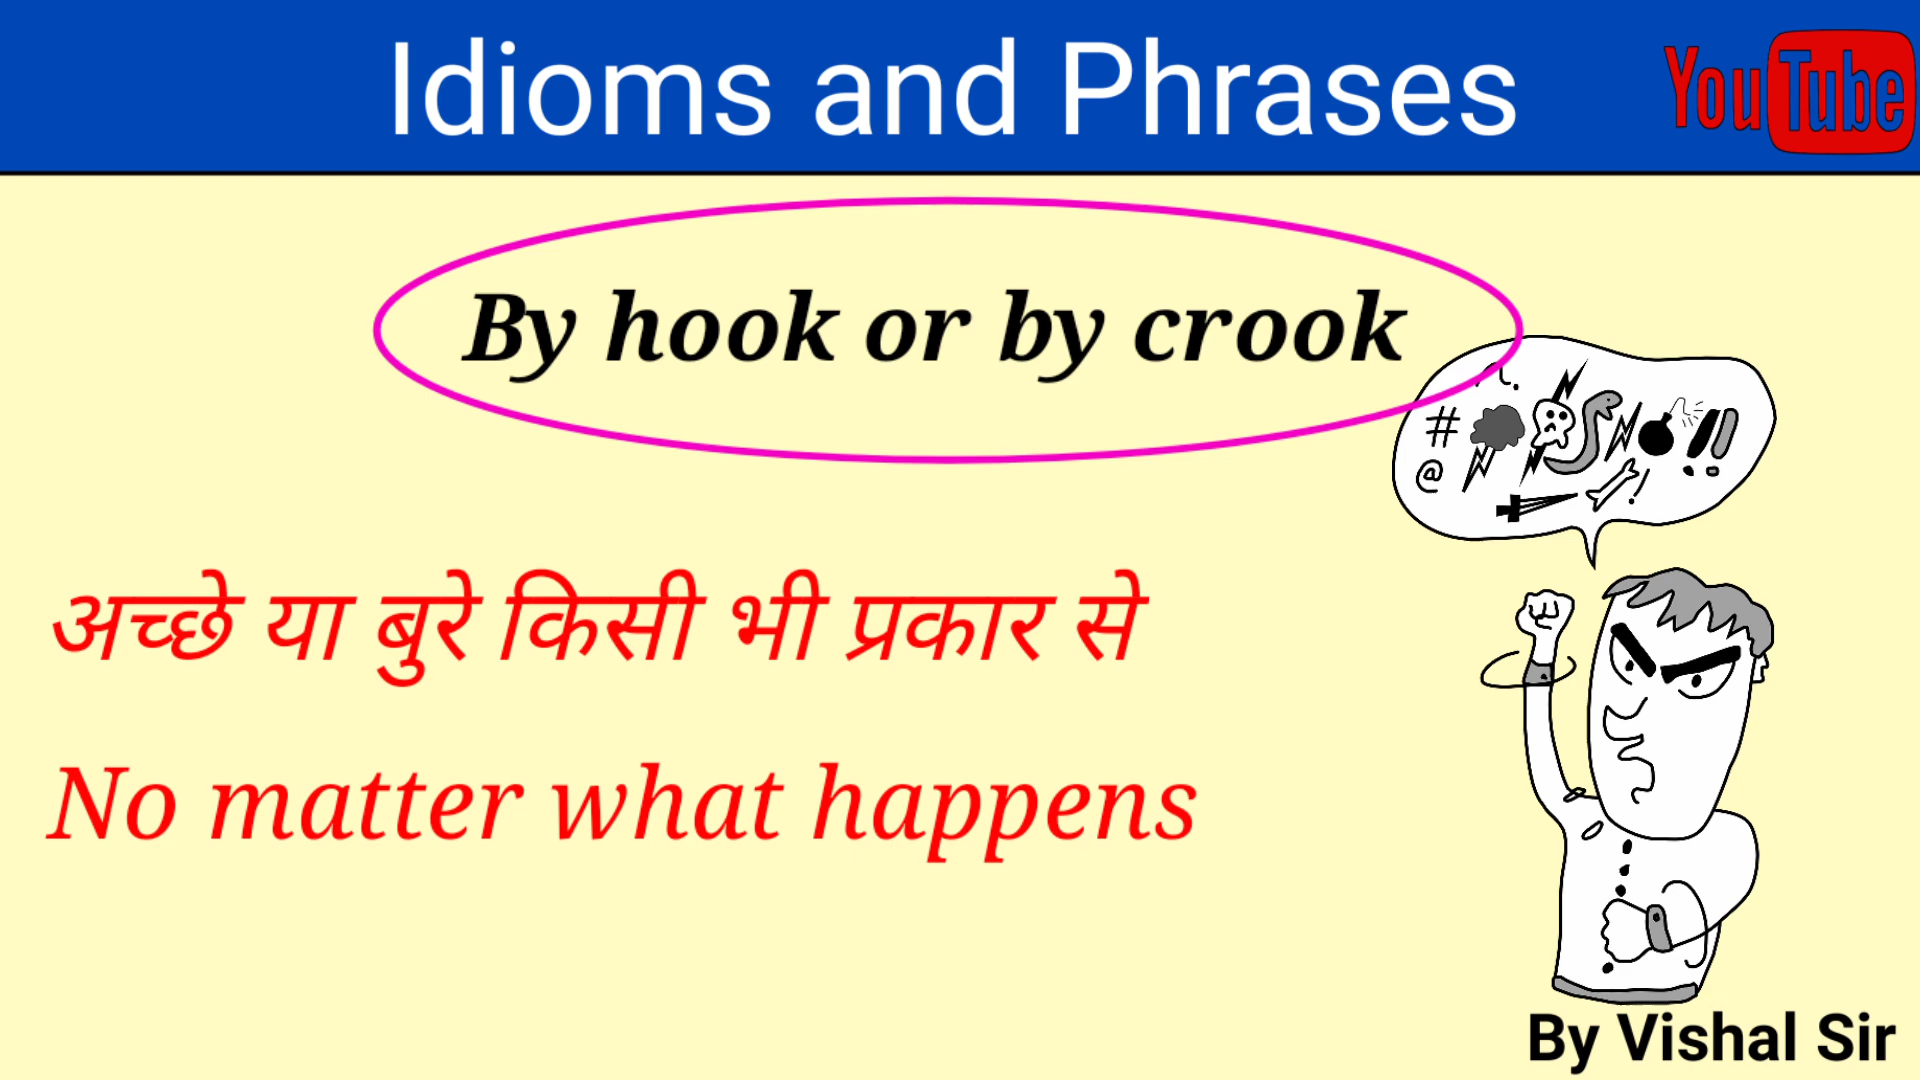 Idioms and Phrases
YouTube
By hook or by crook
# @ !!
अच्छे या बुरे किसी भी प्रकार से
No matter what happens
By Vishal Sir